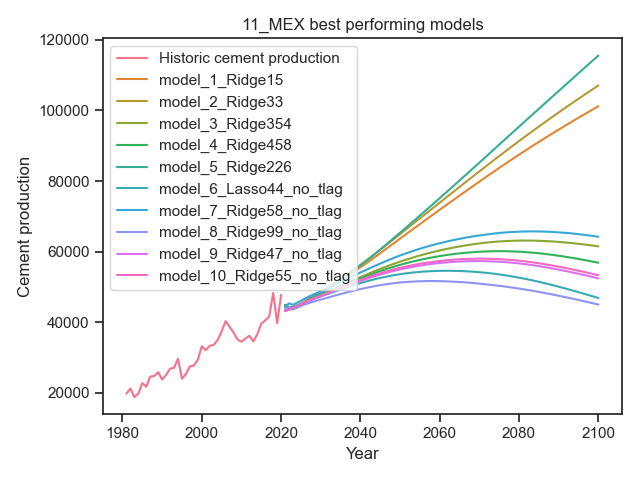 11_MEX best performing models
120000
100000
80000
60000
40000
20000
Cement production
Historic cement production
model_1_Ridge15
model_2_Ridge33
model_3_Ridge354
model_4_Ridge458
model_5_Ridge226
model_6_Lasso44_no_tlag
model_7_Ridge58_no_tlag
model_8_Ridge99_no_tlag
model_9_Ridge47_no_tlag
model_10_Ridge55_no_tlag
1980 2000 2020 2040 2060 2080 2100
Year